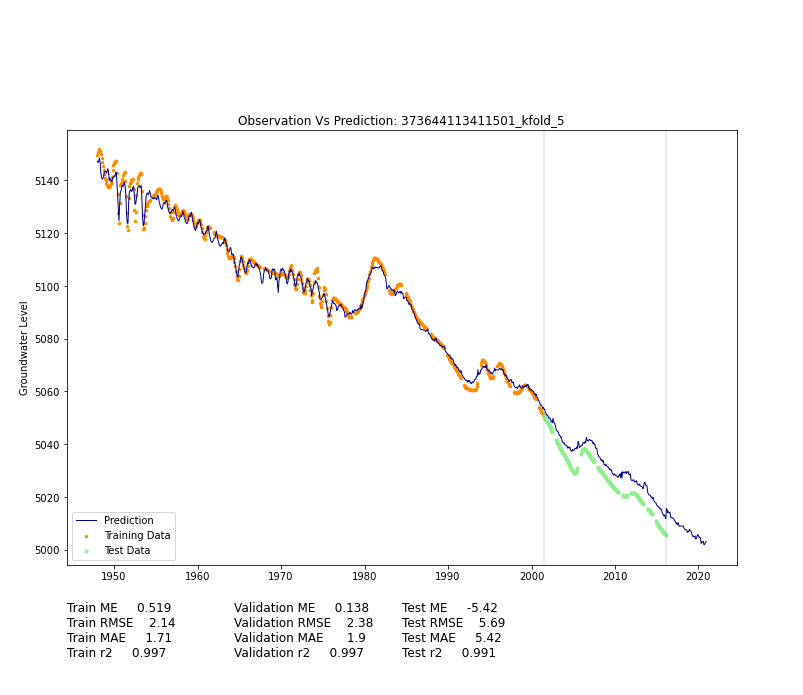 Observation Vs Prediction: 373644113411501_kfold_5
Groundwater Level
5140
5120
5100
5080
5060
5040
5020
5000
Prediction
Training Data
Test Data
1950 1960 1970 1980 1990 2000 2010 2020
Train ME 0.519 Validation ME 0.138 Test ME -5.42
Train RMSE 2.14 Validation RMSE 2.38 Test RMSE 5.69
Train MAE 1.71 Validation MAE 1.9 Test MAE 5.42
Train r2 0.997 Validation r2 0.997 Test r2 0.991